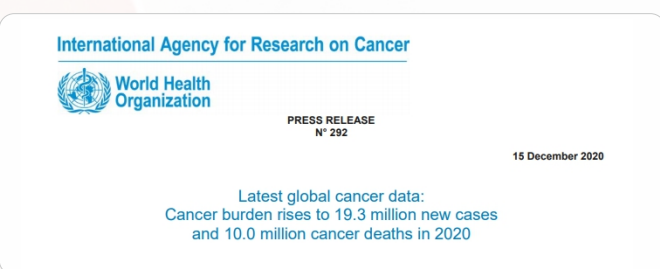 International Agency for Research on Cancer
World Health
Organization
PRESS RELEASE
N° 292
15 December 2020
Latest global cancer data:
Cancer burden rises to 19.3 million new cases
and 10.0 million cancer deaths in 2020